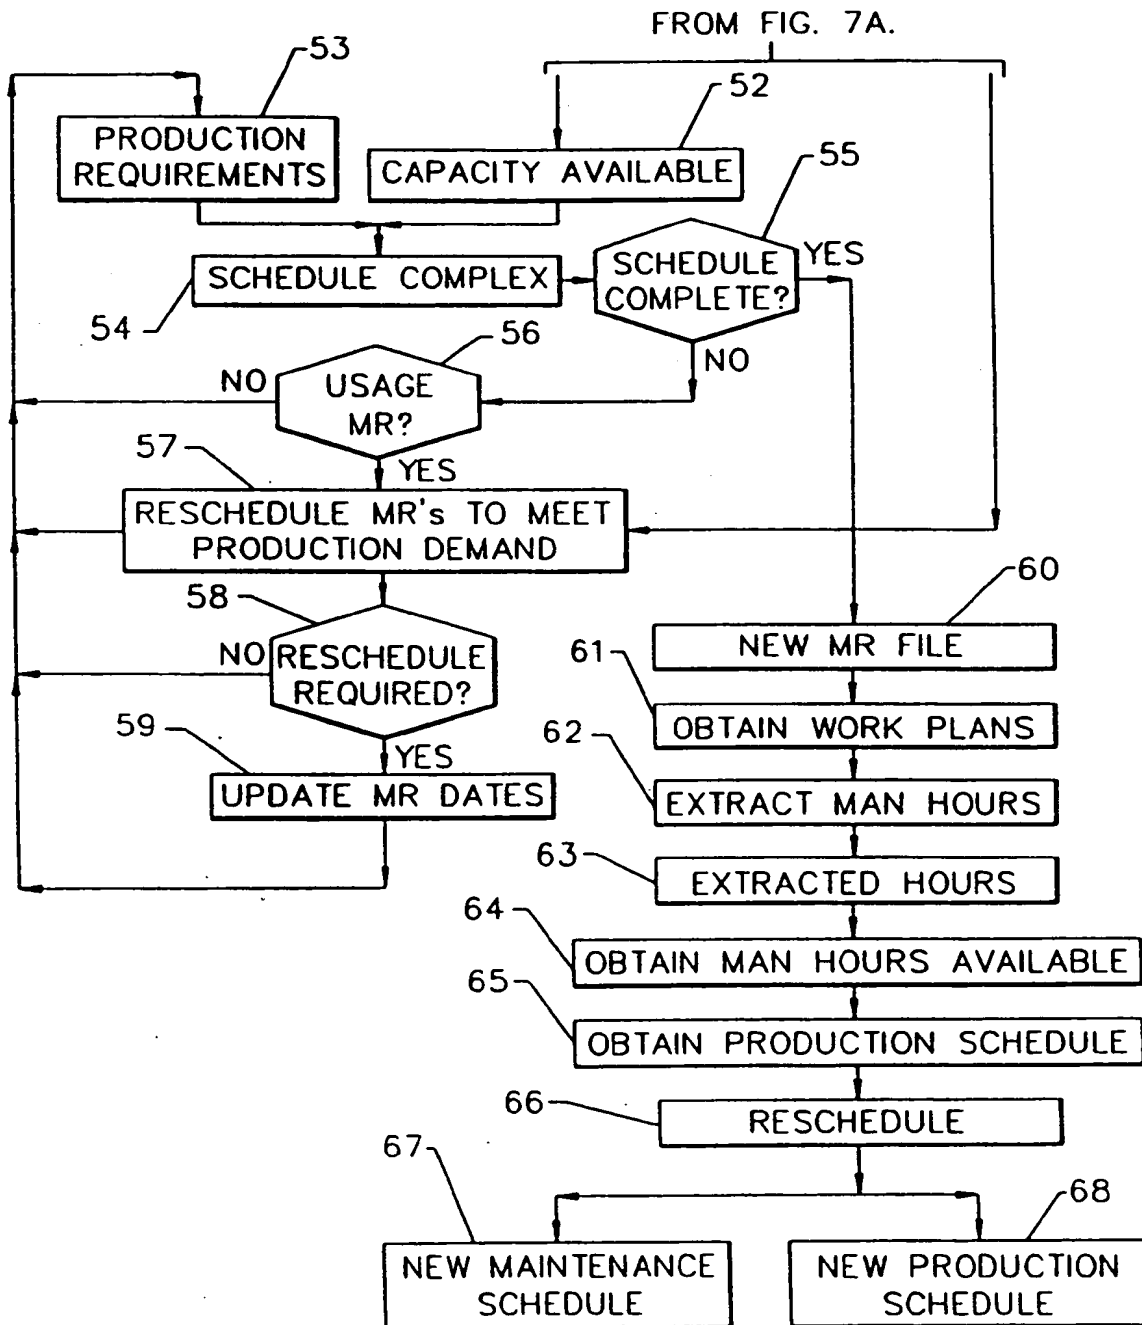 FROM FIG. 7A.
53
52
PRODUCTION
REQUIREMENTS
CAPACITY AVAILABLE
55
SCHEDULE COMPLEX
54
SCHEDULE
COMPLETE?
YES
NO
56
USAGE
MR?
NO
YES
57
RESCHEDULE MR's TO MEET
PRODUCTION DEMAND
58
RESCHEDULE
REQUIRED?
NO
YES
59
UPDATE MR DATES
60
NEW MR FILE
61
OBTAIN WORK PLANS
62
EXTRACT MAN HOURS
63
EXTRACTED HOURS
64
OBTAIN MAN HOURS AVAILABLE
65
OBTAIN PRODUCTION SCHEDULE
66
RESCHEDULE
67
NEW MAINTENANCE
SCHEDULE
68
NEW PRODUCTION
SCHEDULE